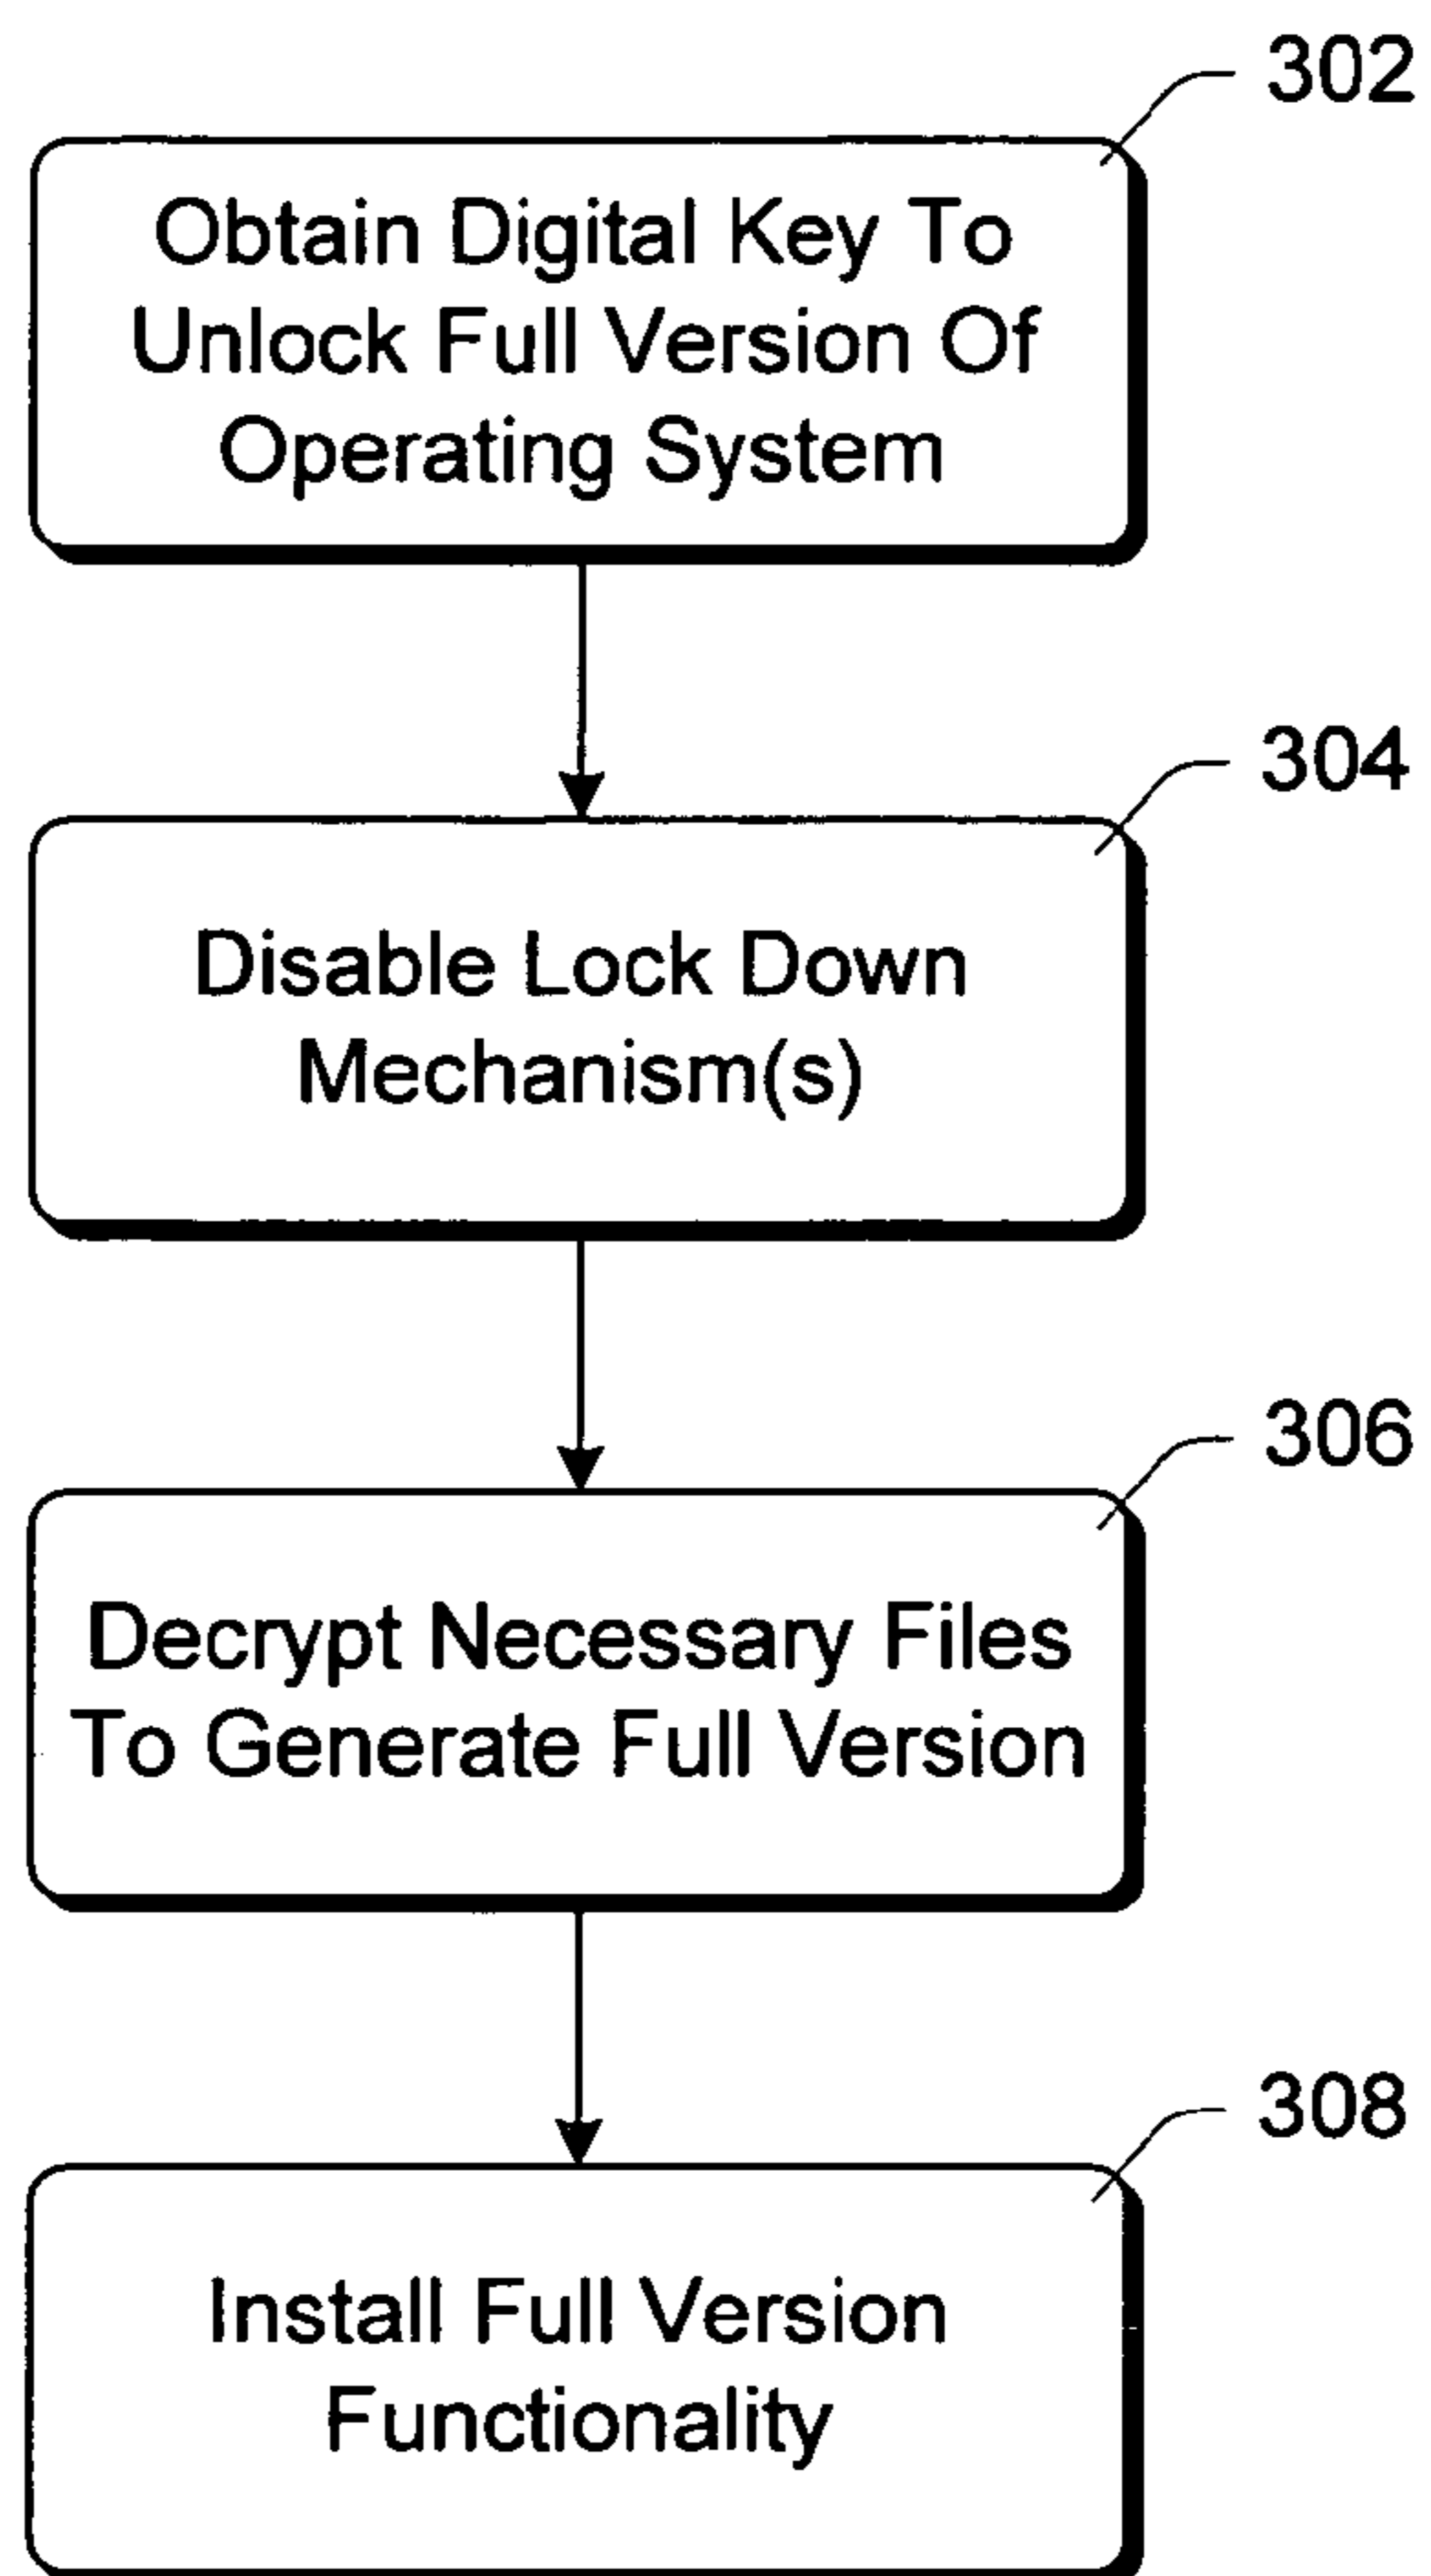 302
Obtain Digital Key To
Unlock Full Version Of
Operating System
304
Disable Lock Down
Mechanism(s)
306
Decrypt Necessary Files
To Generate Full Version
308
Install Full Version
Functionality